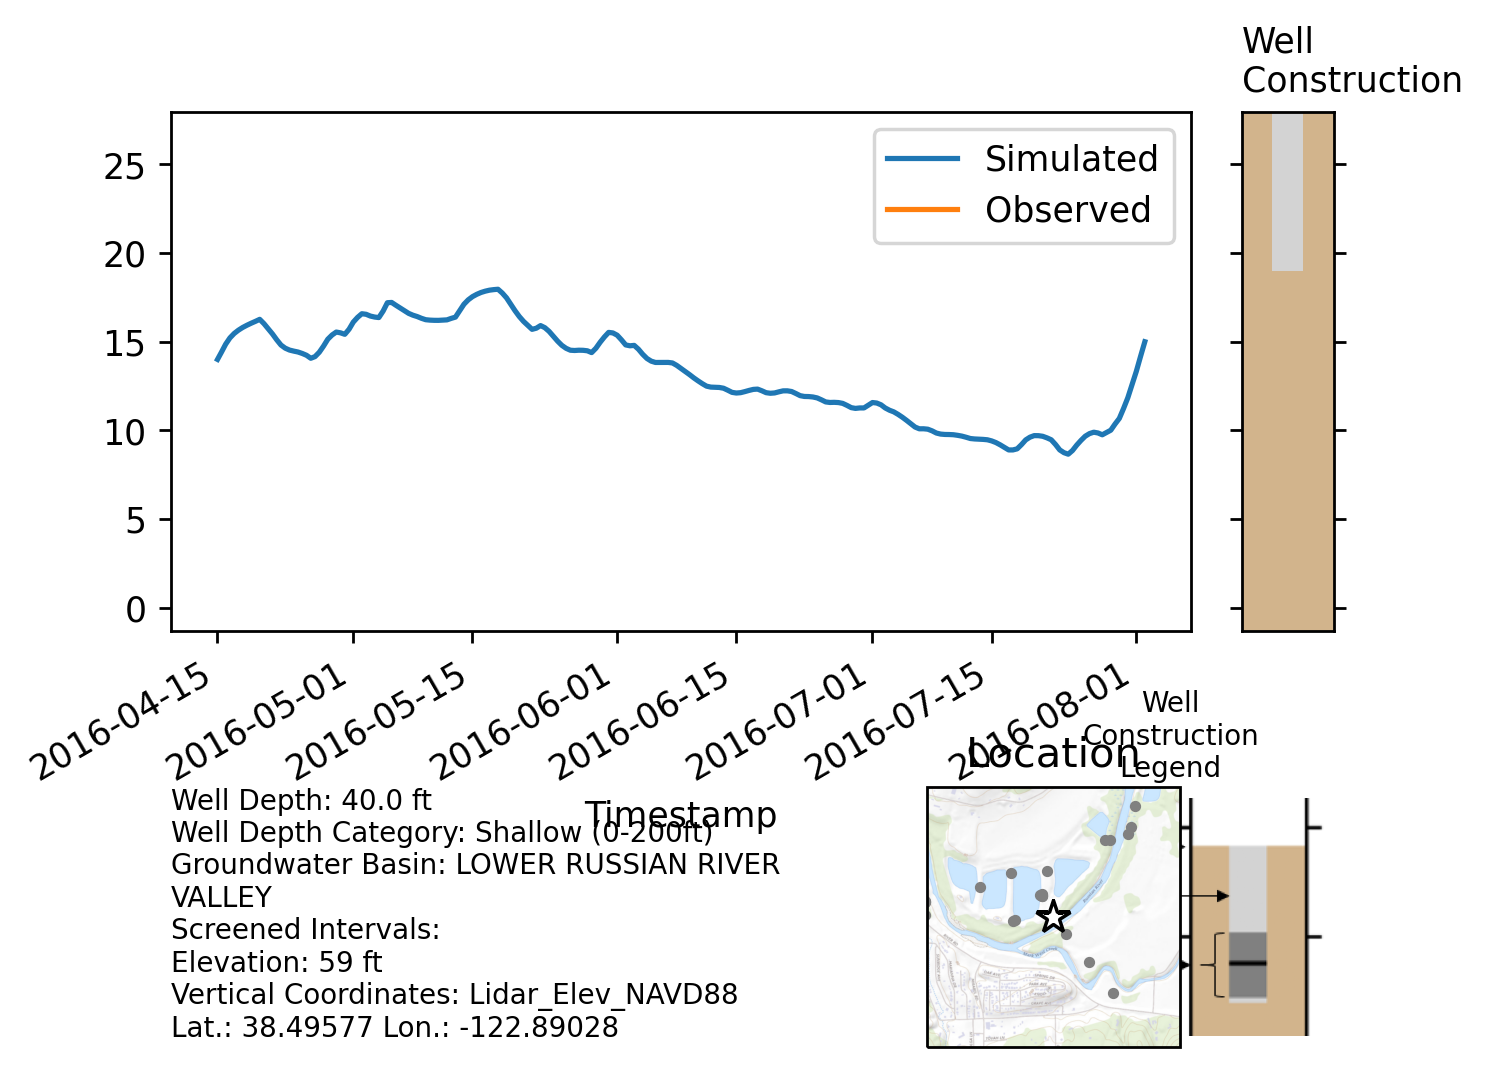 Well
Construction
Simulated
Observed
25
20
15
10
5
0
2016-04-15
2016-05-01
2016-05-15
2016-06-01
2016-06-15
2016-07-01
2016-07-15
2016-08-01
Timestamp
Well Depth: 40.0 ft
Well Depth Category: Shallow (0-200ft)
Groundwater Basin: LOWER RUSSIAN RIVER
VALLEY
Screened Intervals:
Elevation: 59 ft
Vertical Coordinates: Lidar_Elev_NAVD88
Lat.: 38.49577 Lon.: -122.89028
Location
Well
Construction
Legend